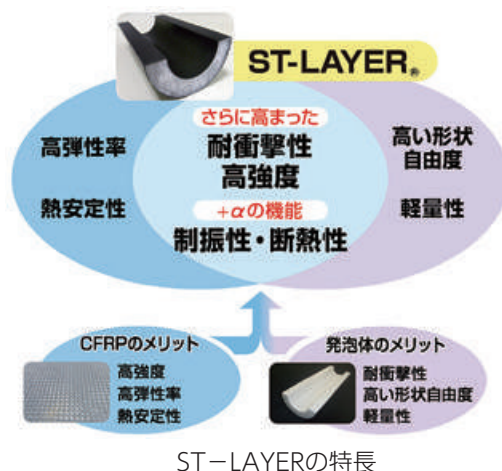 ST-LAYER®
さらに高まった
耐衝撃性
高強度
+αの機能
制振性・断熱性
高弾性率
熱安定性
高い形状
自由度
軽量性
CFRPのメリット
高強度
高弾性率
熱安定性
発泡体のメリット
耐衝撃性
高い形状自由度
軽量性
ST－LAYERの特長